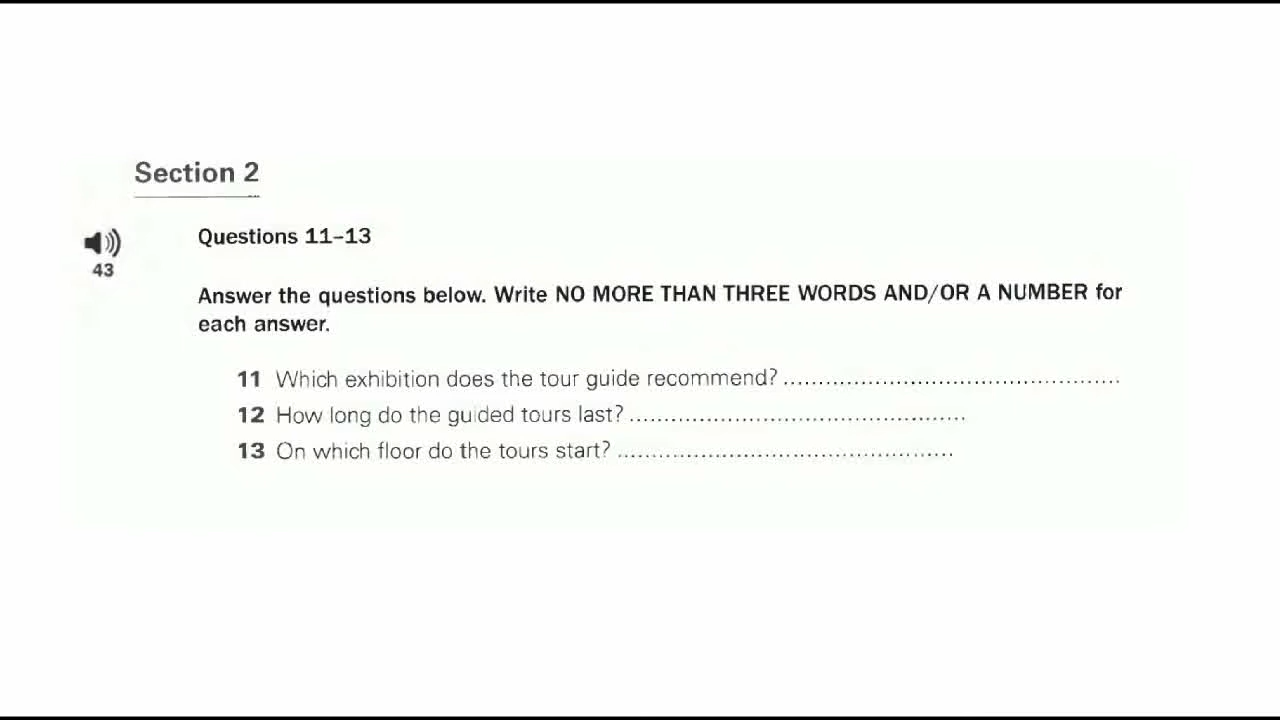 Section 2
Questions 11–13
43
Answer the questions below. Write NO MORE THAN THREE WORDS AND/OR A NUMBER for
each answer.
11 Which exhibition does the tour guide recommend? ................................................
12 How long do the guided tours last? ................................................
13 On which floor do the tours start? ................................................